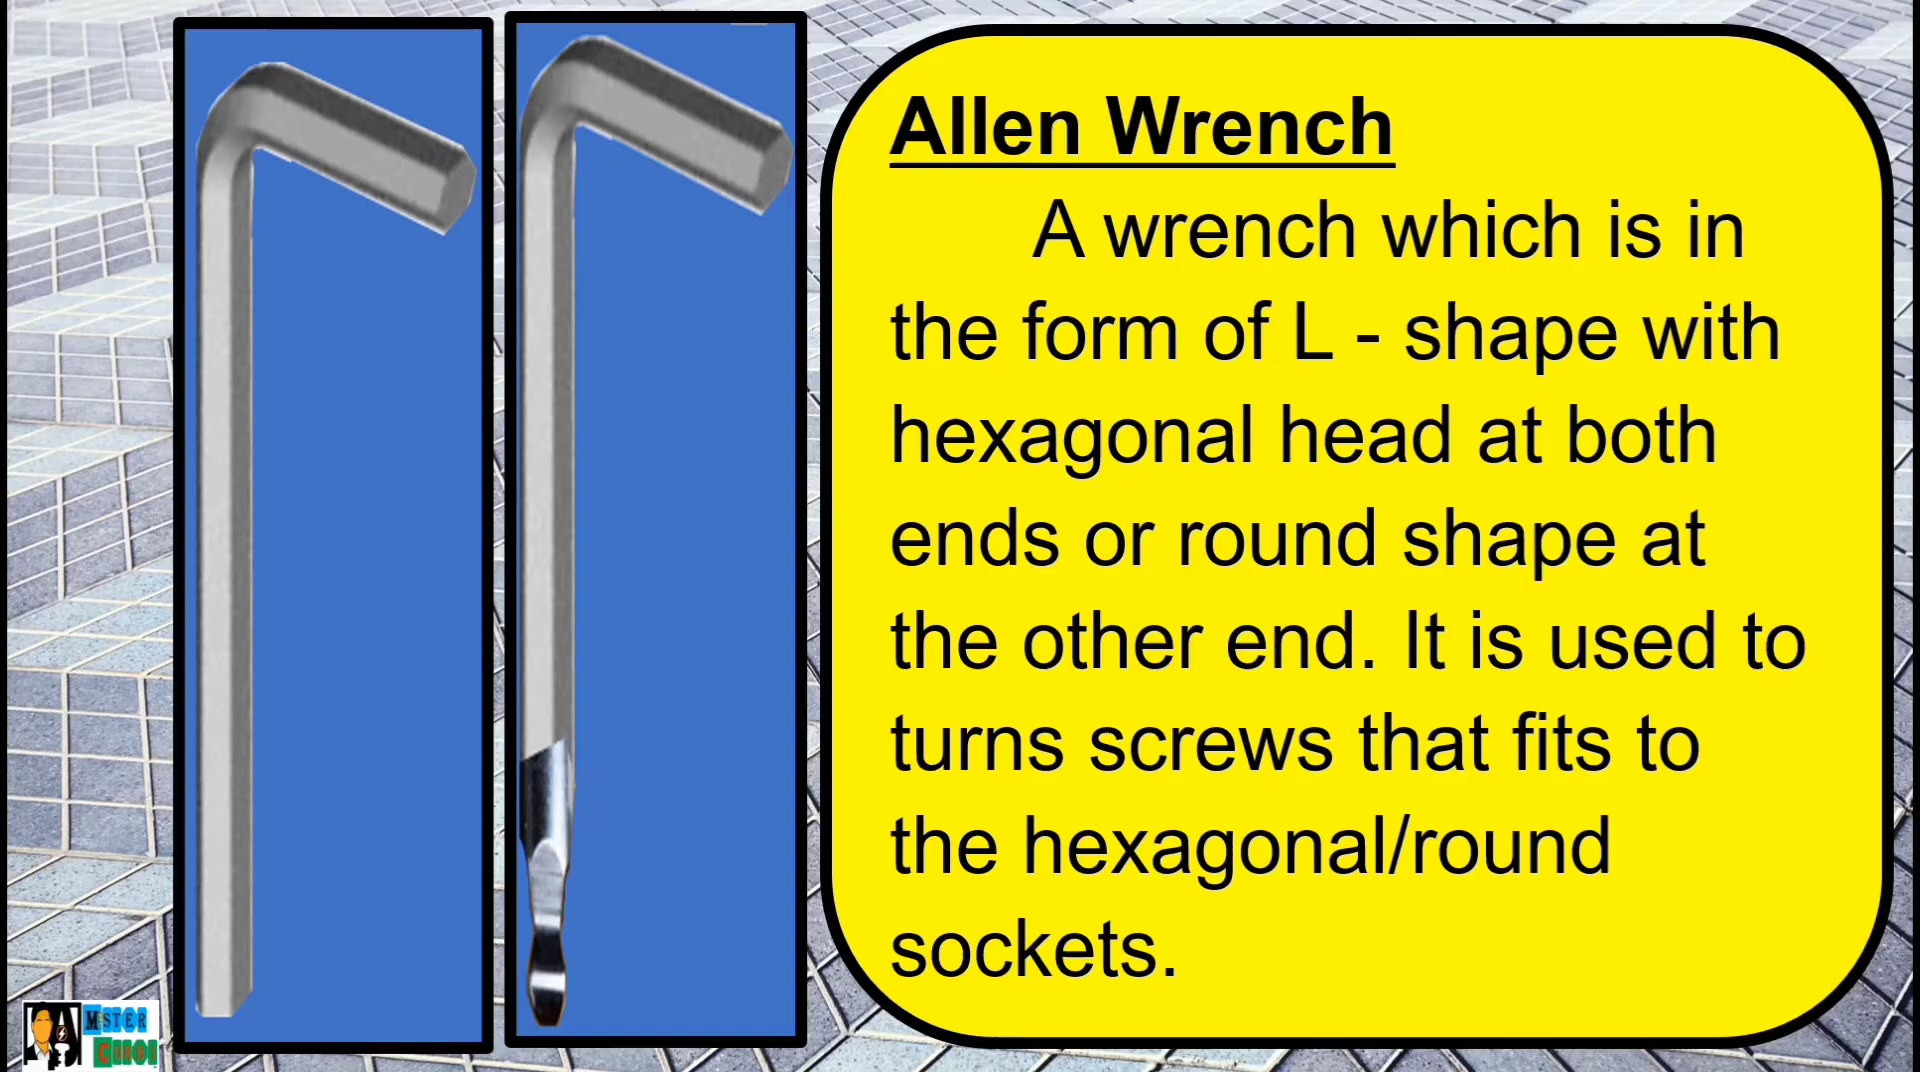 Allen Wrench
A wrench which is in
the form of L - shape with
hexagonal head at both
ends or round shape at
the other end. It is used to
turns screws that fits to
the hexagonal/round
sockets.